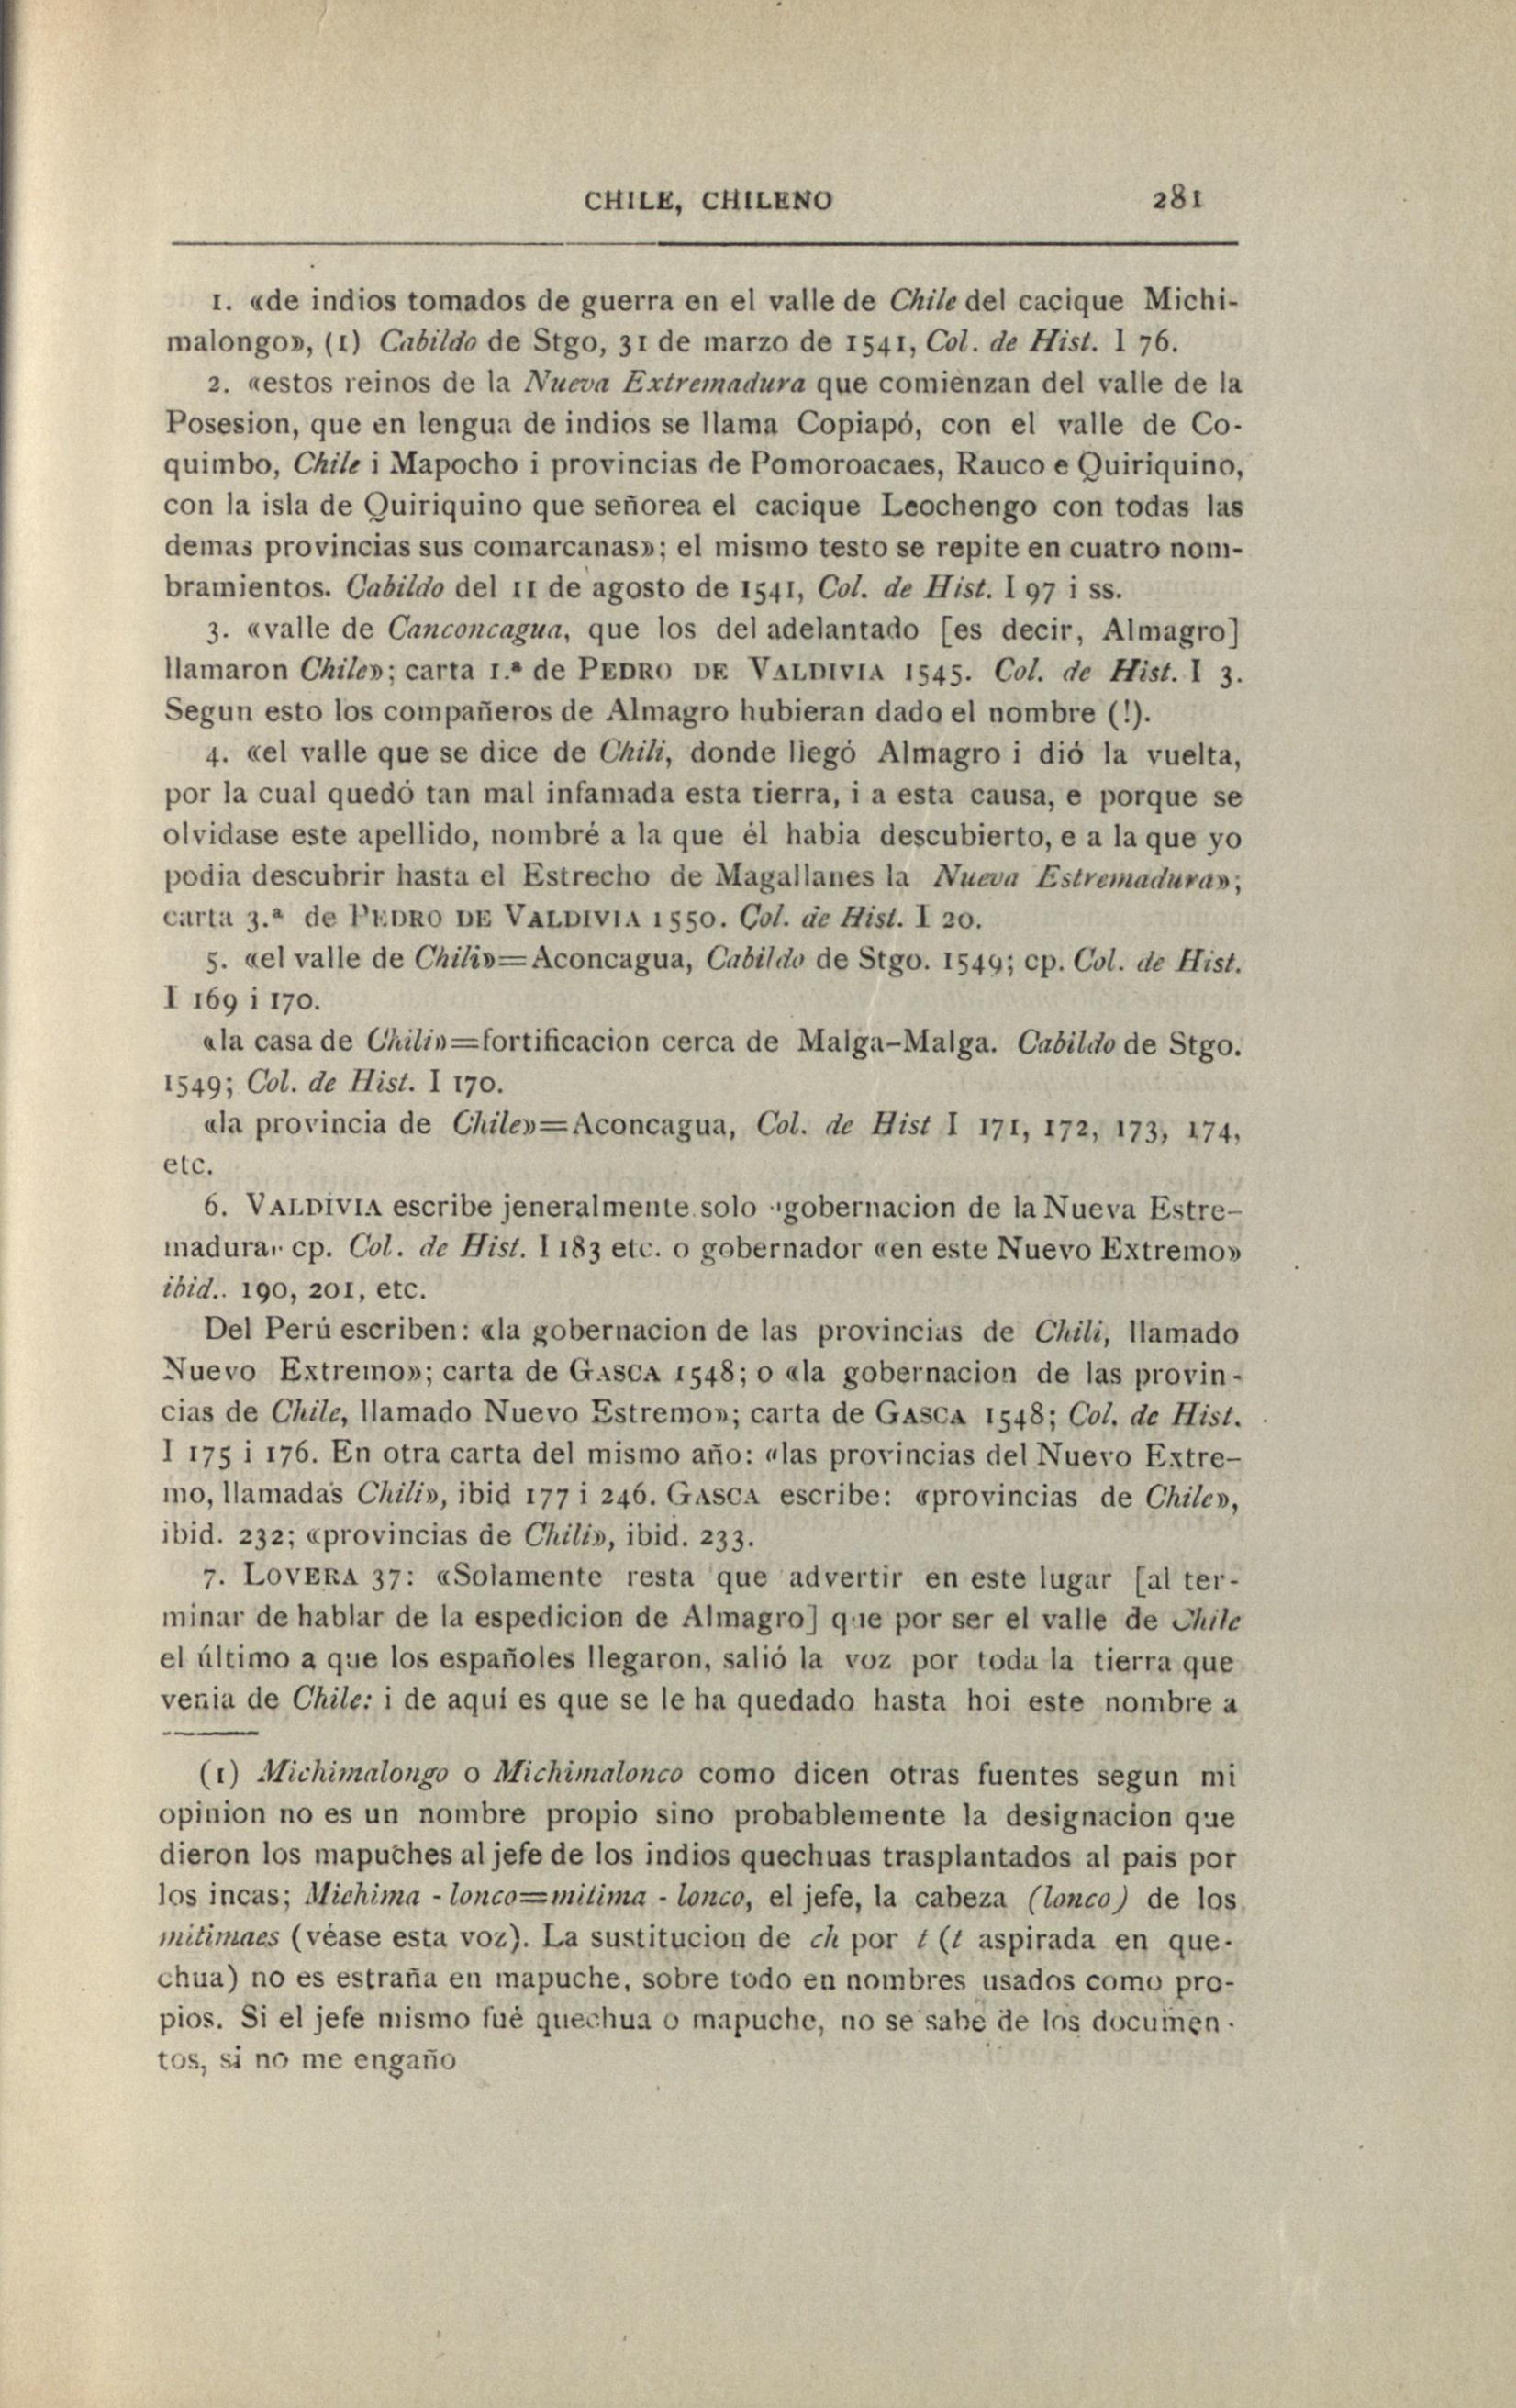 CHILE, CHILENO 281
1. «de indios tomados de guerra en el valle de Chile del cacique Michi-
malongo», (1) Cabildo de Stgo, 31 de marzo de 1541, Col. de Hist. I 76.
2. «estos reinos de la Nueva Extremadura que comienzan del valle de la
Posesion, que en lengua de indios se llama Copiapó, con el valle de Co-
quimbo, Chile i Mapocho i provincias de Pomoroacaes, Rauco e Quiriquino,
con la isla de Quiriquino que señorea el cacique Leochengo con todas las
demas provincias sus comarcanas»; el mismo testo se repite en cuatro nom-
bramientos. Cabildo del 11 de agosto de 1541, Col. de Hist. I 97 i ss.
3. «valle de Canconcagua, que los del adelantado [es decir, Almagro]
llamaron Chile»; carta 1.ª de PEDRO DE VALDIVIA 1545. Col. de Hist. I 3.
Segun esto los compañeros de Almagro hubieran dado el nombre (!).
4. «el valle que se dice de Chili, donde llegó Almagro i dió la vuelta,
por la cual quedó tan mal infamada esta tierra, i a esta causa, e porque se
olvidase este apellido, nombré a la que él habia descubierto, e a la que yo
podia descubrir hasta el Estrecho de Magallanes la Nueva Estremadura»;
carta 3.ª de PEDRO DE VALDIVIA 1550. Col. de Hist. I 20.
5. «el valle de Chili»=Aconcagua, Cabildo de Stgo. 1549; cp. Col. de Hist.
I 169 i 170.
«la casa de Chili»=fortificacion cerca de Malga-Malga. Cabildo de Stgo.
1549; Col. de Hist. I 170.
«la provincia de Chile»=Aconcagua, Col. de Hist I 171, 172, 173, 174,
etc.
6. VALDIVIA escribe jeneralmente solo "gobernacion de la Nueva Estre-
madura" cp. Col. de Hist. I 183 etc. o gobernador «en este Nuevo Extremo»
ibid.. 190, 201, etc.
Del Perú escriben: «la gobernacion de las provincias de Chili, llamado
Nuevo Extremo»; carta de GASCA 1548; o «la gobernacion de las provin-
cias de Chile, llamado Nuevo Estremo»; carta de GASCA 1548; Col. de Hist.
I 175 i 176. En otra carta del mismo año: «las provincias del Nuevo Extre-
mo, llamadas Chili», ibid 177 i 246. GASCA escribe: «provincias de Chile»,
ibid. 232; «provincias de Chili», ibid. 233.
7. LOVERA 37: «Solamente resta que advertir en este lugar [al ter-
minar de hablar de la espedicion de Almagro] que por ser el valle de Chile
el último a que los españoles llegaron, salió la voz por toda la tierra que
venia de Chile: i de aquí es que se le ha quedado hasta hoi este nombre a
(1) Michimalongo o Michimalonco como dicen otras fuentes segun mi
opinion no es un nombre propio sino probablemente la designacion que
dieron los mapuches al jefe de los indios quechuas trasplantados al pais por
los incas; Michima - lonco=mitima - lonco, el jefe, la cabeza (lonco) de los
mitimaes (véase esta voz). La sustitucion de ch por t (t aspirada en que-
chua) no es estraña en mapuche, sobre todo en nombres usados como pro-
pios. Si el jefe mismo fué quechua o mapuche, no se sabe de los documen-
tos, si no me engaño